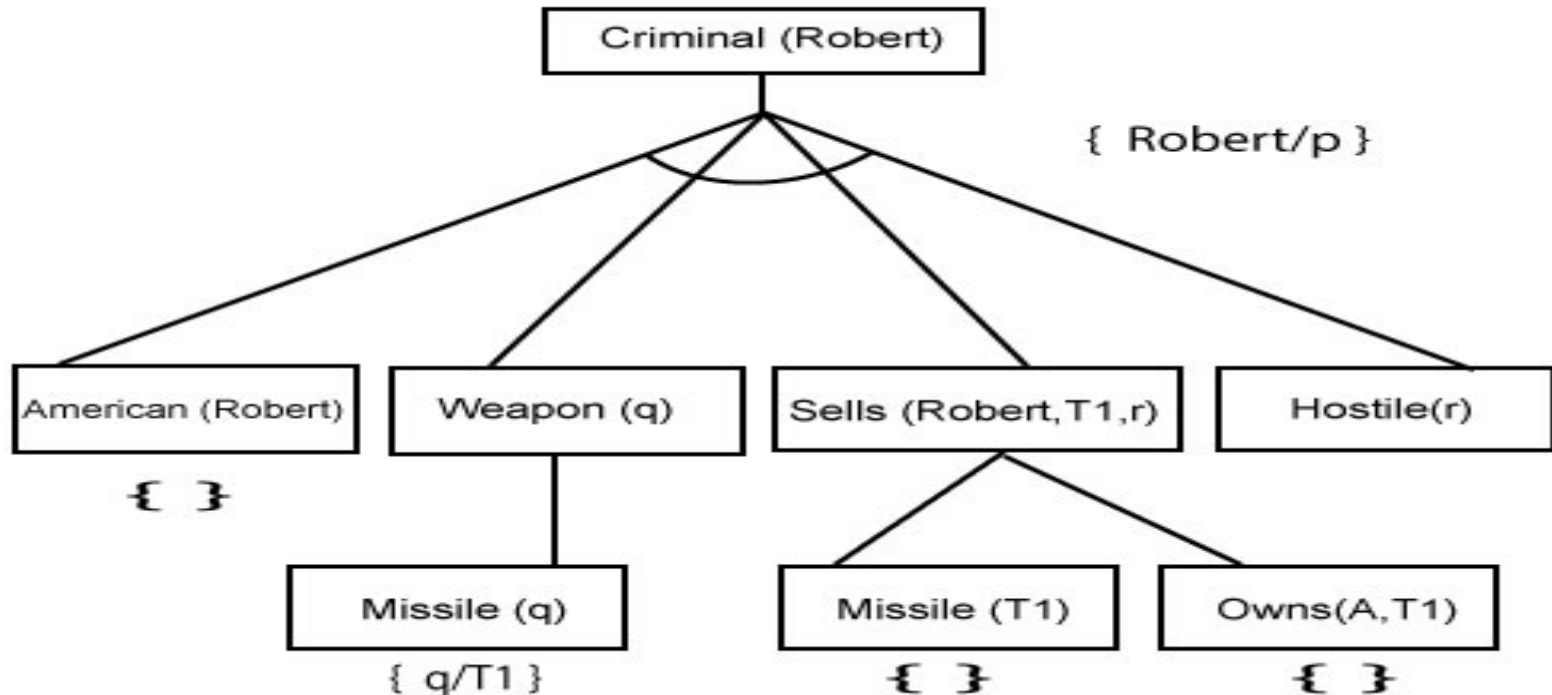 Criminal (Robert)
{ Robert/p }
American (Robert)
Weapon (q)
Sells (Robert,T1,r)
Hostile(r)
{ }
Missile (q)
Missile (T1)
Owns(A,T1)
{ q/T1 }
{ }
{ }